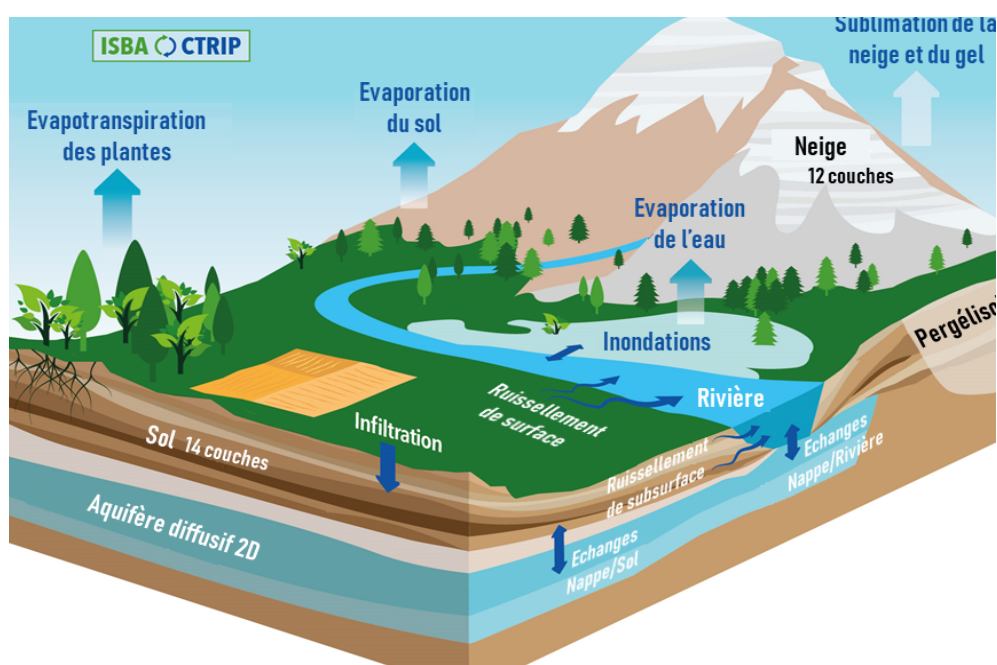 ISBA CTRIP
Sublimation de la
neige et du gel
Evapotranspiration
des plantes
Evaporation
du sol
Neige
12 couches
Evaporation
de l'eau
Inondations
Pergélisol
Rivière
Ruissellement
de surface
Infiltration
Sol 14 couches
Ruissellement
de subsurface
Echanges
Nappe/Rivière
Aquifère diffusif 2D
Echanges
Nappe/Sol